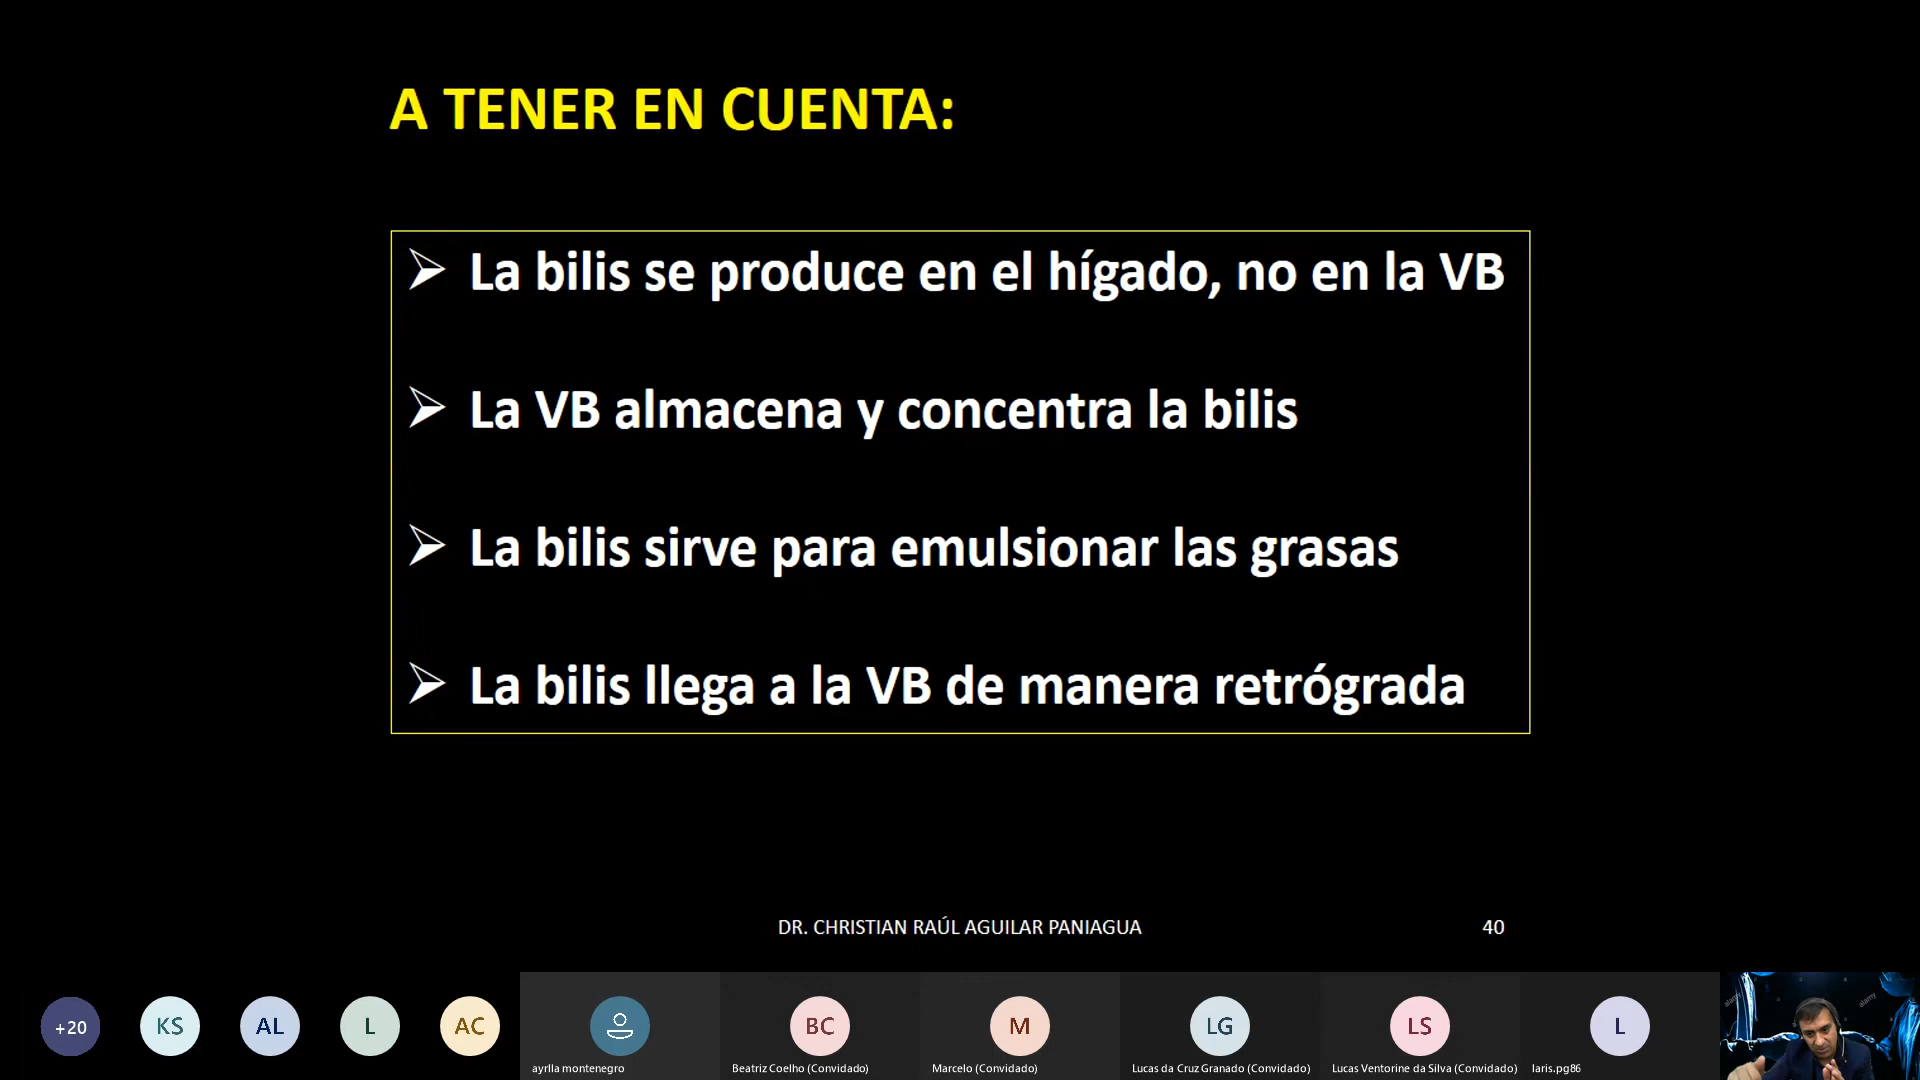 A TENER EN CUENTA:
La bilis se produce en el hígado, no en la VB
La VB almacena y concentra la bilis
La bilis sirve para emulsionar las grasas
La bilis llega a la VB de manera retrógrada
DR. CHRISTIAN RAÚL AGUILAR PANIAGUA
40
+20
KS
AL
L
AC
BC
M
LG
LS
L
ayrlla montenegro
Beatriz Coelho (Convidado)
Marcelo (Convidado)
Lucas da Cruz Granado (Convidado)
Lucas Ventorine da Silva (Convidado)
laris.pg86
alamy
alamy